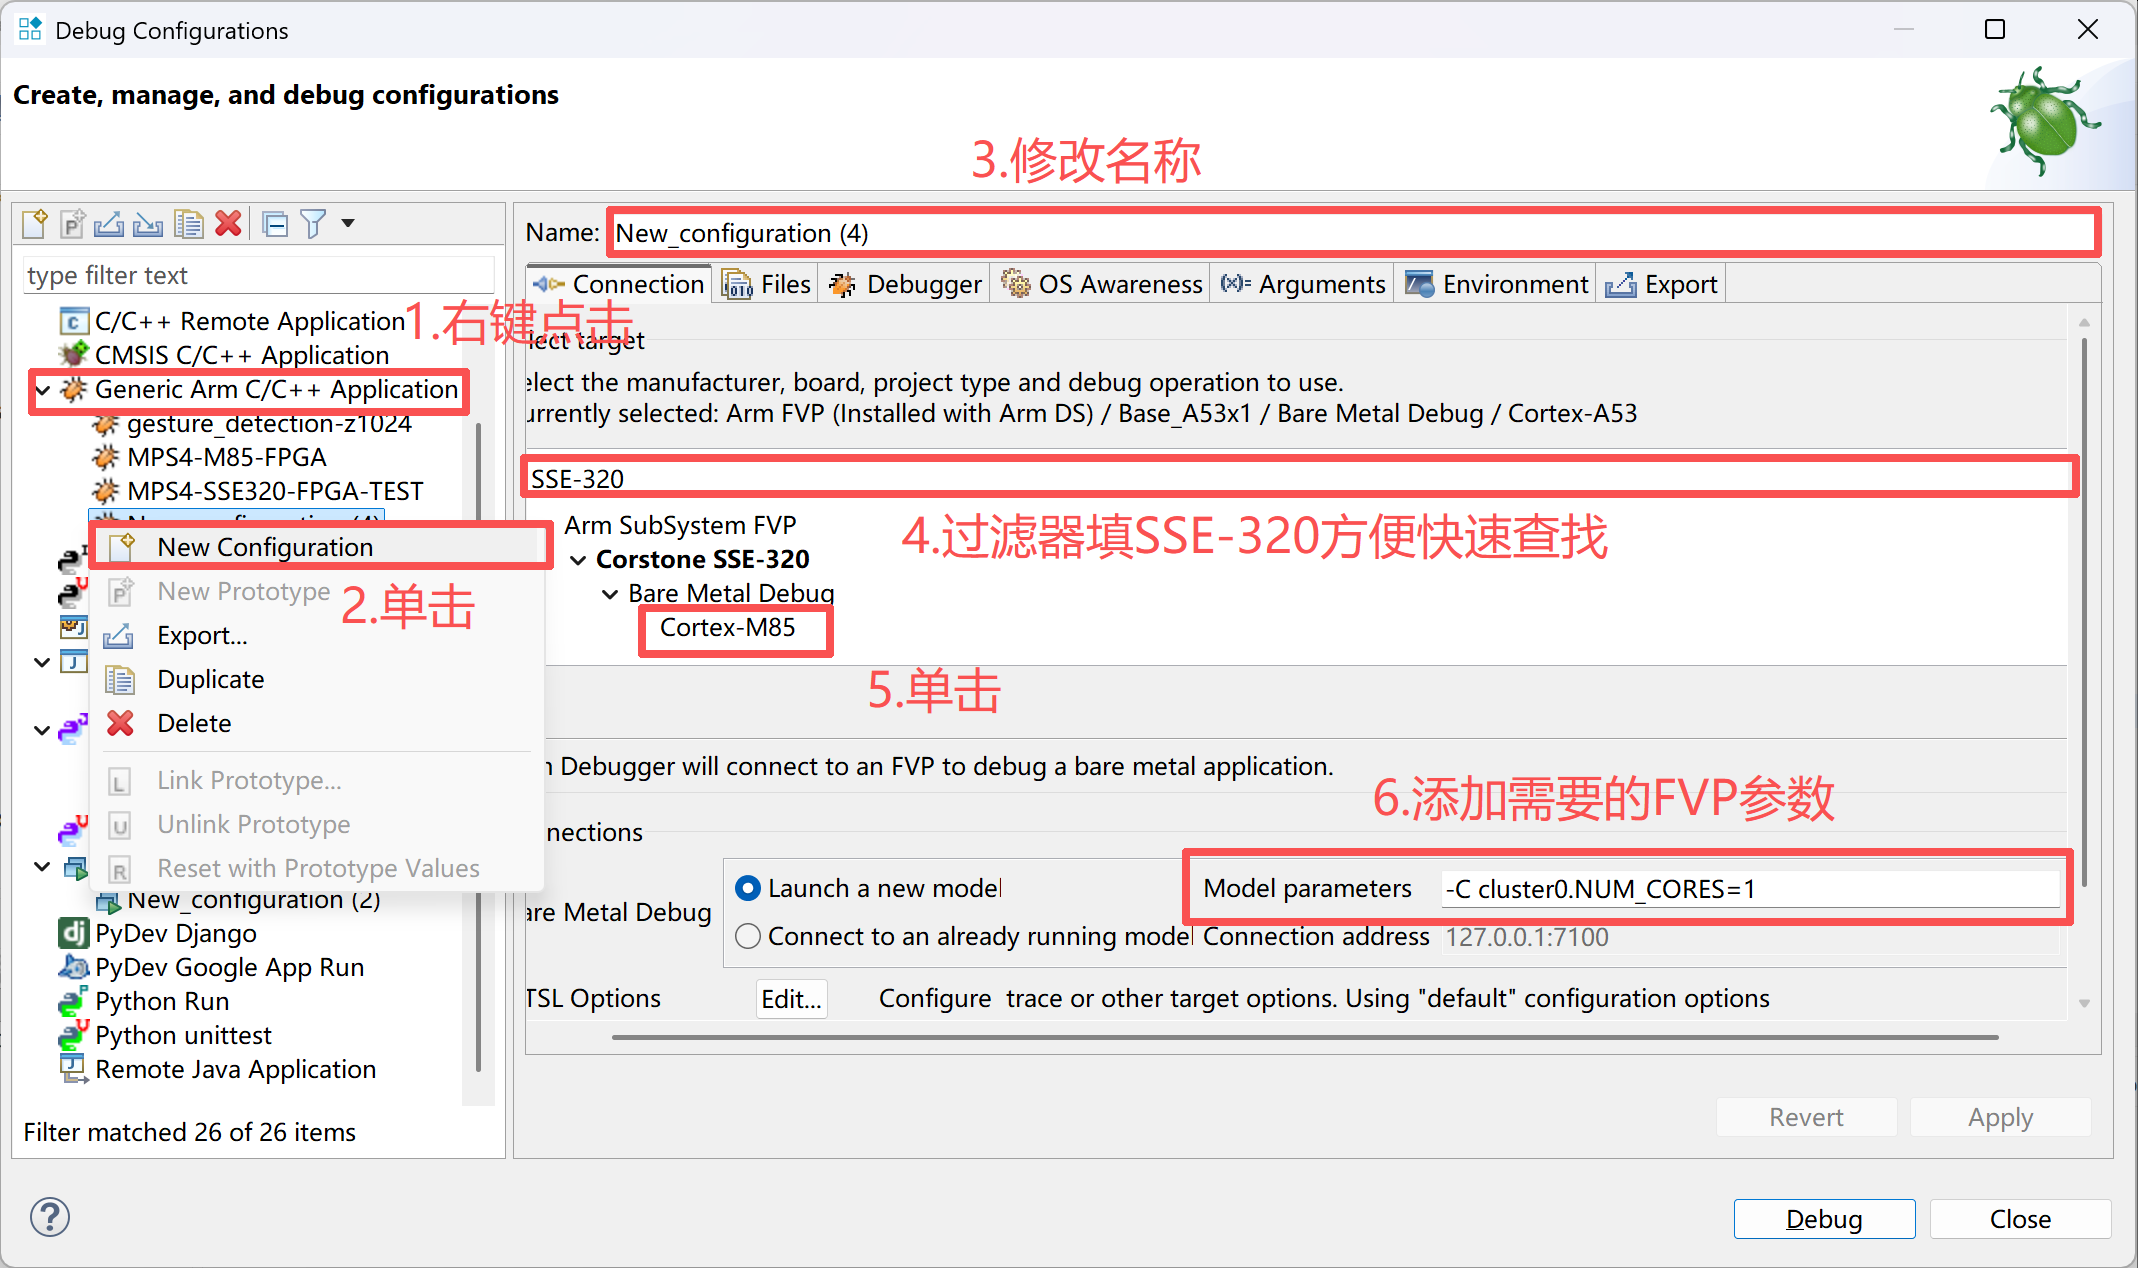 Debug Configurations
Create, manage, and debug configurations
3.修改名称
Name: New_configuration (4)
type filter text
Connection Files Debugger OS Awareness Arguments Environment Export
1.右键点击
C/C++ Remote Application
CMSIS C/C++ Application
Generic Arm C/C++ Application
gesture_detection-z1024
MPS4-M85-FPGA
MPS4-SSE320-FPGA-TEST
New Configuration
New Prototype
2.单击
Export...
Duplicate
Delete
Link Prototype...
Unlink Prototype
Reset with Prototype Values
New_configuration (2)
PyDev Django
PyDev Google App Run
Python Run
Python unittest
Remote Java Application
Filter matched 26 of 26 items
lect target
elect the manufacturer, board, project type and debug operation to use.
urrently selected: Arm FVP (Installed with Arm DS) / Base_A53x1 / Bare Metal Debug / Cortex-A53
SSE-320
4.过滤器填SSE-320方便快速查找
Arm SubSystem FVP
Corstone SSE-320
Bare Metal Debug
Cortex-M85
5.单击
n Debugger will connect to an FVP to debug a bare metal application.
6.添加需要的FVP参数
nections
are Metal Debug
Launch a new model
Model parameters -C cluster0.NUM_CORES=1
Connect to an already running model
Connection address 127.0.0.1:7100
TSL Options Edit... Configure trace or other target options. Using "default" configuration options
Revert Apply
Debug Close